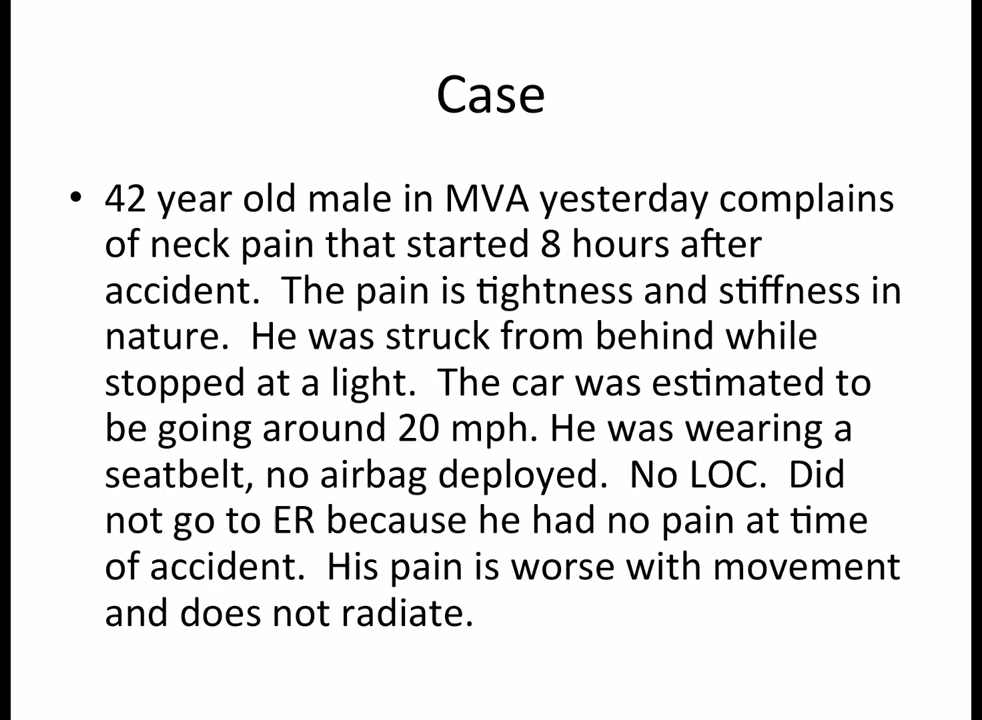 Case
• 42 year old male in MVA yesterday complains
of neck pain that started 8 hours after
accident.  The pain is tightness and stiffness in
nature.  He was struck from behind while
stopped at a light.  The car was estimated to
be going around 20 mph. He was wearing a
seatbelt, no airbag deployed.  No LOC.  Did
not go to ER because he had no pain at time
of accident.  His pain is worse with movement
and does not radiate.